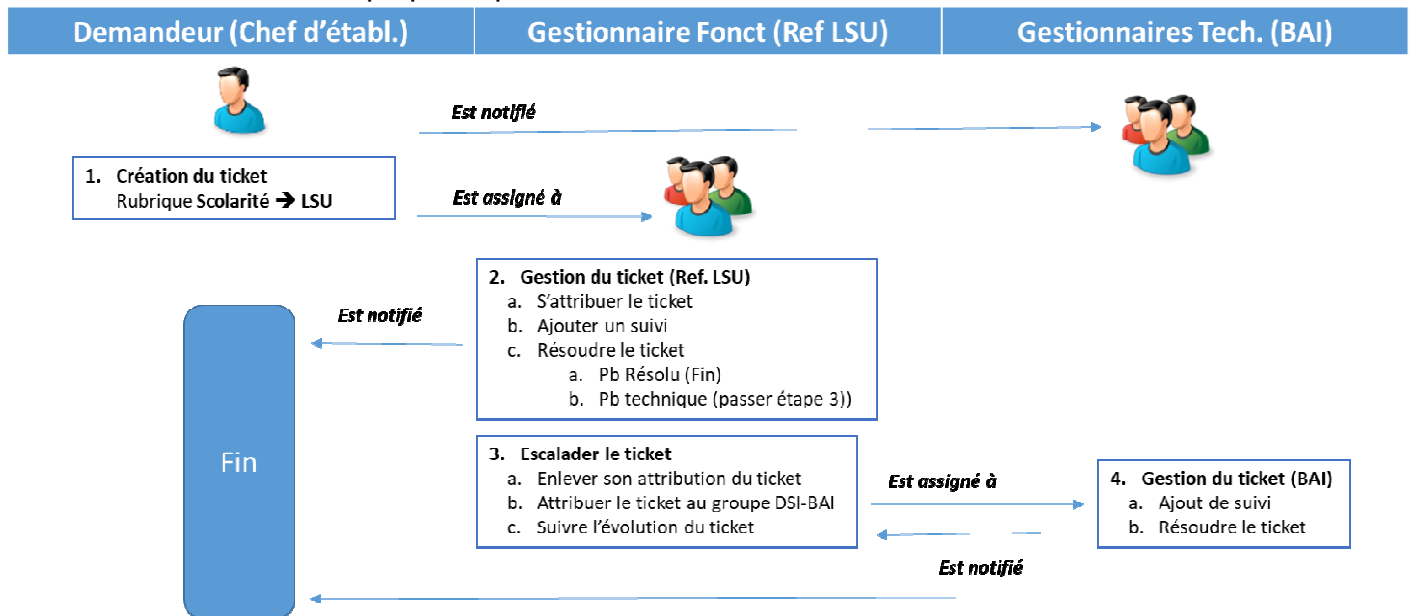 Demandeur (Chef d'établ.)
Gestionnaire Fonct (Ref LSU)
Gestionnaires Tech. (BAI)
Est notifié
1. Création du ticket
Rubrique Scolarité ➔ LSU
Est assigné à
2. Gestion du ticket (Ref. LSU)
a. S'attribuer le ticket
b. Ajouter un suivi
c. Résoudre le ticket
a. Pb Résolu (Fin)
b. Pb technique (passer étape 3))
Est notifié
Fin
3. Escalader le ticket
a. Enlever son attribution du ticket
b. Attribuer le ticket au groupe DSI-BAI
c. Suivre l'évolution du ticket
Est assigné à
4. Gestion du ticket (BAI)
a. Ajout de suivi
b. Résoudre le ticket
Est notifié